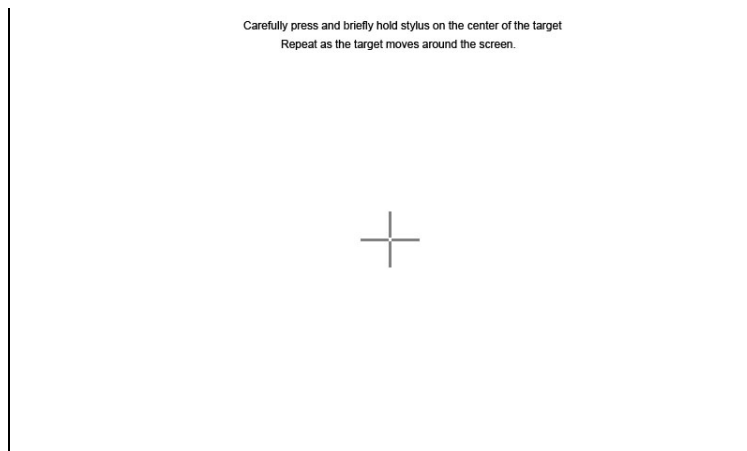 Carefully press and briefly hold stylus on the center of the target
Repeat as the target moves around the screen.